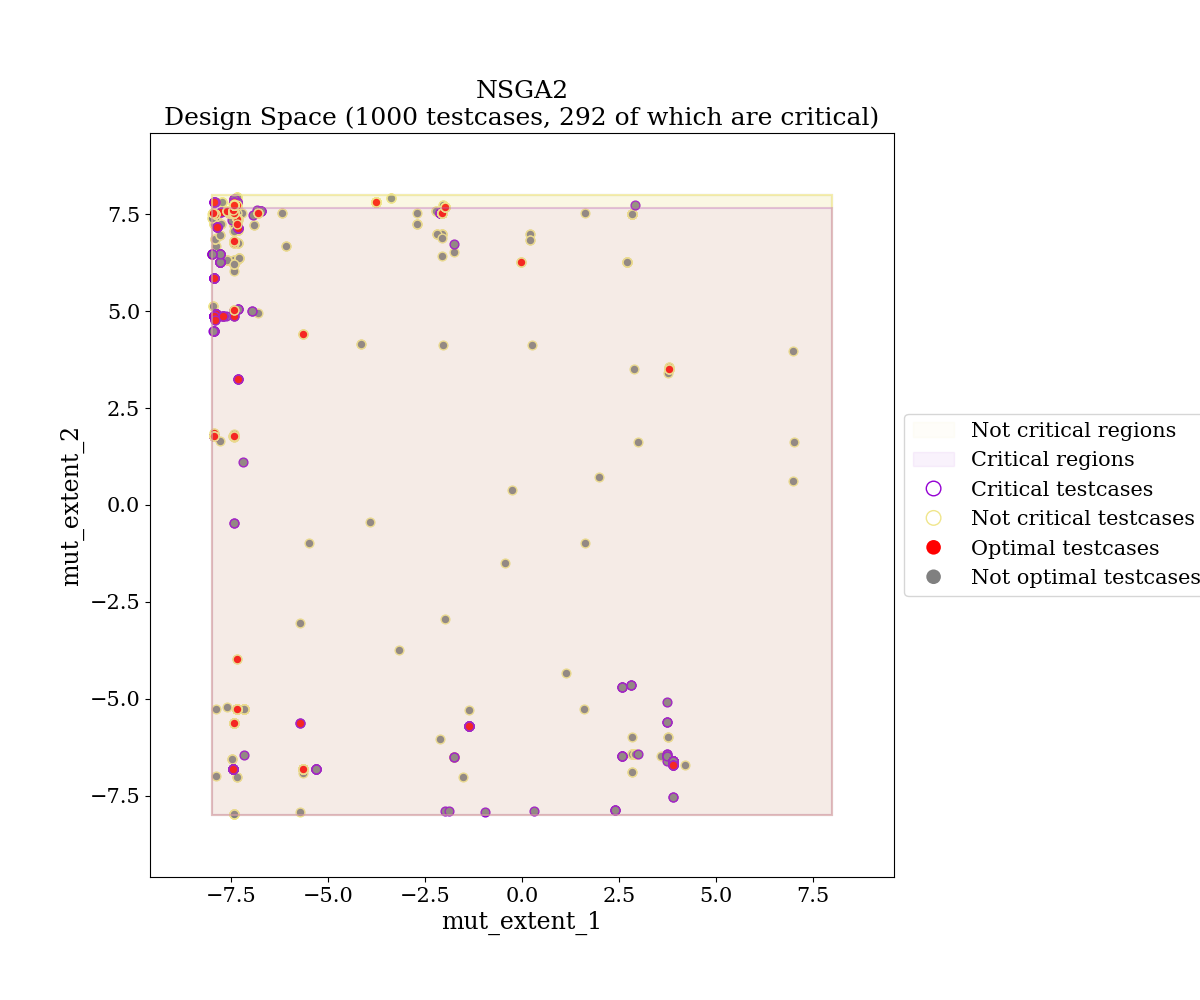 NSGA2
Design Space (1000 testcases, 292 of which are critical)
7.5
5.0
2.5
0.0
−2.5
−5.0
−7.5
mut_extent_2
−7.5
−5.0
−2.5
0.0
2.5
5.0
7.5
mut_extent_1
Not critical regions
Critical regions
Critical testcases
Not critical testcases
Optimal testcases
Not optimal testcases